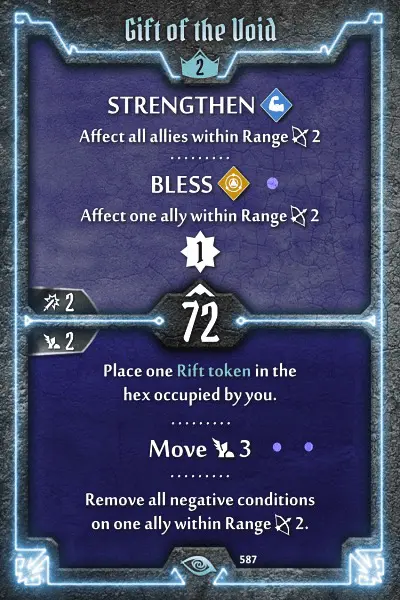 Gift of the Void
2
STRENGTHEN
Affect all allies within Range 2
BLESS
Affect one ally within Range 2
1
2
72
2
Place one Rift token in the
hex occupied by you.
Move 3
Remove all negative conditions
on one ally within Range 2.
587